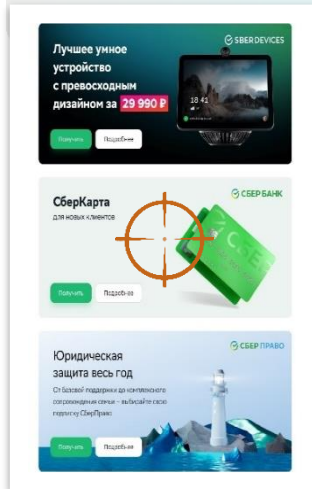 SBERDEVICES
Лучшее умное
устройство
с превосходным
дизайном за 29 990 ₽
18 41
Получить Подробнее
СБЕР БАНК
СберКарта
для новых клиентов
Получить Подробнее
СБЕР ПРАВО
Юридическая
защита весь год
От базовой поддержки до комплексного
сопровождения семьи – выбирайте свою
подписку СберПраво
Получить Подробнее